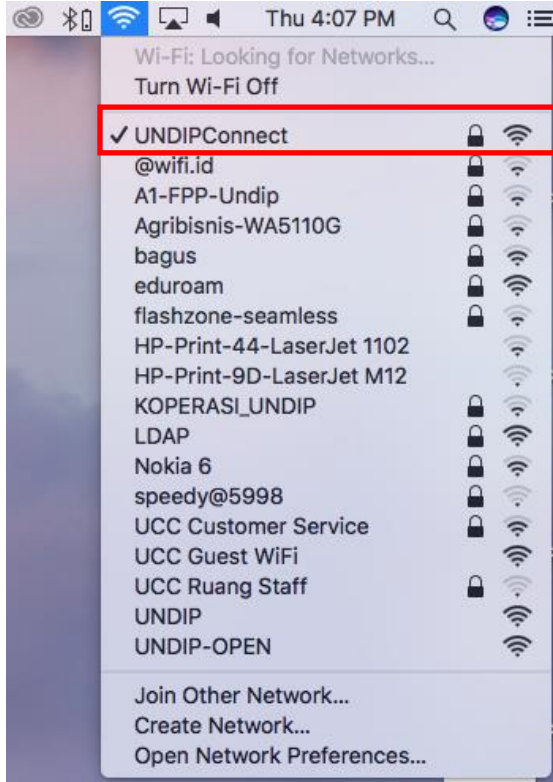 Thu 4:07 PM
Wi-Fi: Looking for Networks...
Turn Wi-Fi Off
UNDIPConnect
@wifi.id
A1-FPP-Undip
Agribisnis-WA5110G
bagus
eduroam
flashzone-seamless
HP-Print-44-LaserJet 1102
HP-Print-9D-LaserJet M12
KOPERASI_UNDIP
LDAP
Nokia 6
speedy@5998
UCC Customer Service
UCC Guest WiFi
UCC Ruang Staff
UNDIP
UNDIP-OPEN
Join Other Network...
Create Network...
Open Network Preferences...